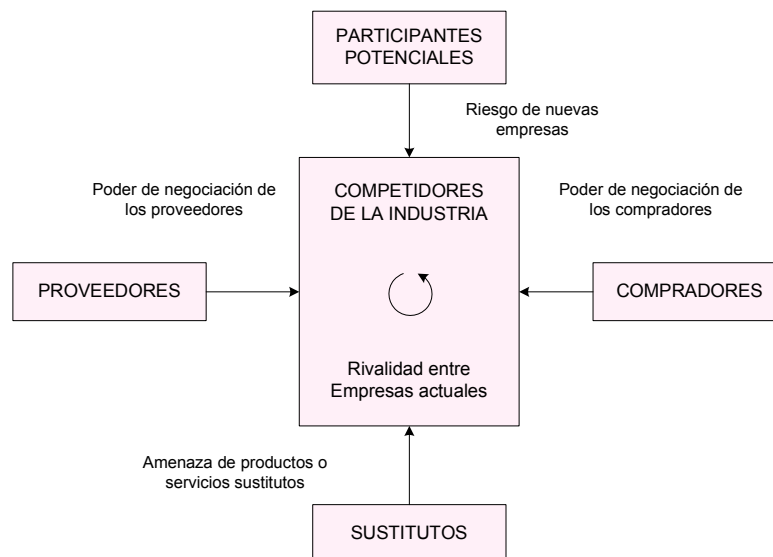 PARTICIPANTES
POTENCIALES
Riesgo de nuevas
empresas
Poder de negociación de
los proveedores
COMPETIDORES
DE LA INDUSTRIA
Poder de negociación de
los compradores
PROVEEDORES
COMPRADORES
Rivalidad entre
Empresas actuales
Amenaza de productos o
servicios sustitutos
SUSTITUTOS